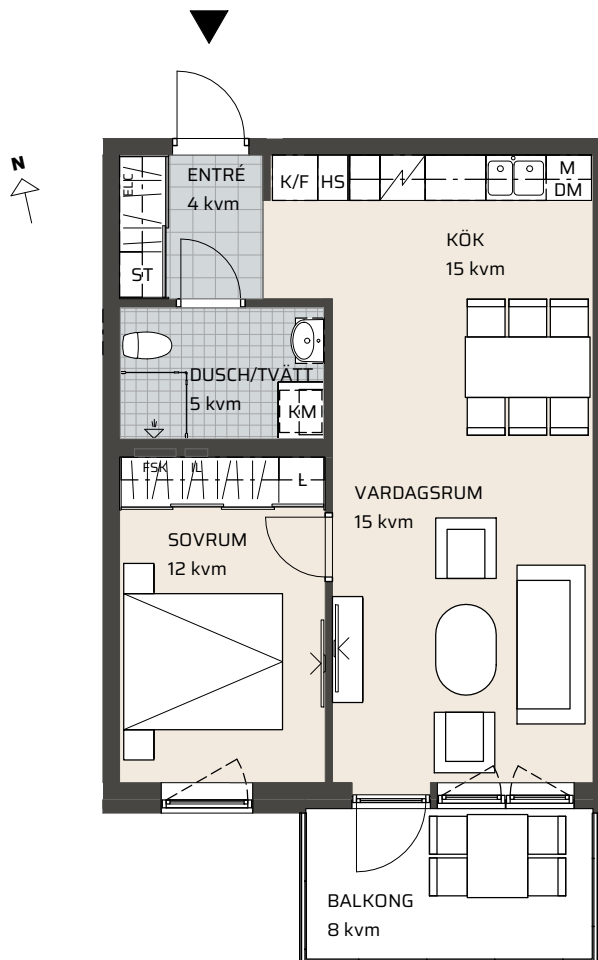 N
ELC
ENTRÉ
4 kvm
ST
K/F
HS
M
DM
KÖK
15 kvm
DUSCH/TVÄTT
5 kvm
KM
FSK
IL
L
SOVRUM
12 kvm
VARDAGSRUM
15 kvm
BALKONG
8 kvm